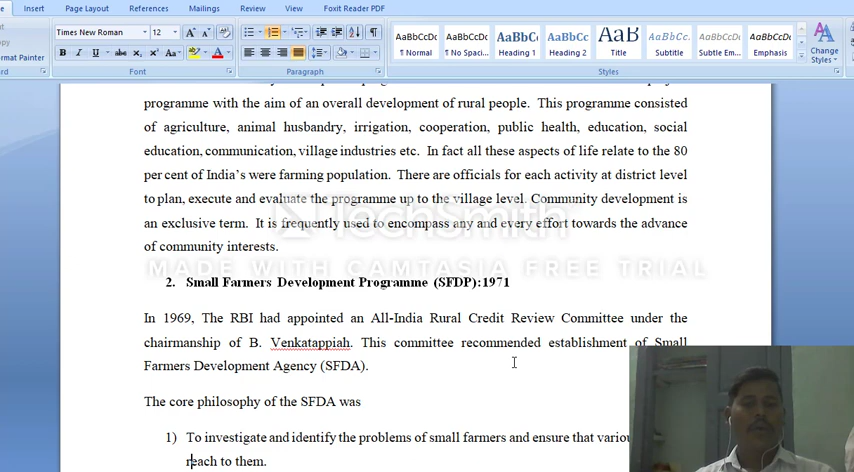 Insert Page Layout References Mailings Review View Foxit Reader PDF
Times New Roman 12
Format Painter
B I U abc x₂ x² Aa
AaBbCcDc AaBbCcDc AaBbCc AaBbCc AaB AaBbCc. AaBbCcDc AaBbCcDc
¶ Normal ¶ No Spaci... Heading 1 Heading 2 Title Subtitle Subtle Em... Emphasis
Change
Styles
Font Paragraph Styles
programme with the aim of an overall development of rural people. This programme consisted
of agriculture, animal husbandry, irrigation, cooperation, public health, education, social
education, communication, village industries etc. In fact all these aspects of life relate to the 80
per cent of India's were farming population. There are officials for each activity at district level
to plan, execute and evaluate the programme up to the village level. Community development is
an exclusive term. It is frequently used to encompass any and every effort towards the advance
of community interests.
TechSmith
MADE WITH CAMTASIA FREE TRIAL
2. Small Farmers Development Programme (SFDP):1971
In 1969, The RBI had appointed an All-India Rural Credit Review Committee under the
chairmanship of B. Venkatappiah. This committee recommended establishment of Small
Farmers Development Agency (SFDA).
The core philosophy of the SFDA was
1) To investigate and identify the problems of small farmers and ensure that
reach to them.